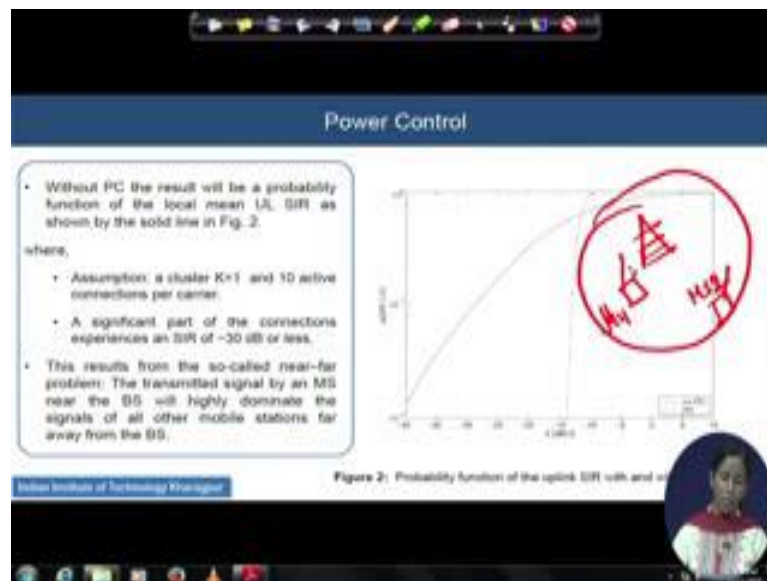 Power Control
• Without PC the result will be a probability
function of the local mean UL SIR as
shown by the solid line in Fig. 2.
where,
• Assumption: a cluster K=1 and 10 active
connections per carrier.
• A significant part of the connections
experiences an SIR of −30 dB or less.
• This results from the so-called near–far
problem: The transmitted signal by an MS
near the BS will highly dominate the
signals of all other mobile stations far
away from the BS.
Figure 2: Probability function of the uplink SIR with and
Indian Institute of Technology Kharagpur